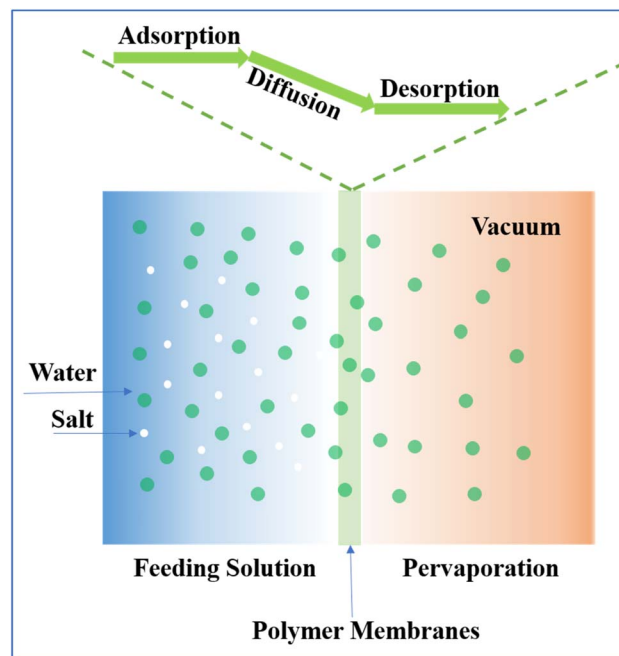 Adsorption
Diffusion
Desorption
Vacuum
Water
Salt
Feeding Solution
Pervaporation
Polymer Membranes